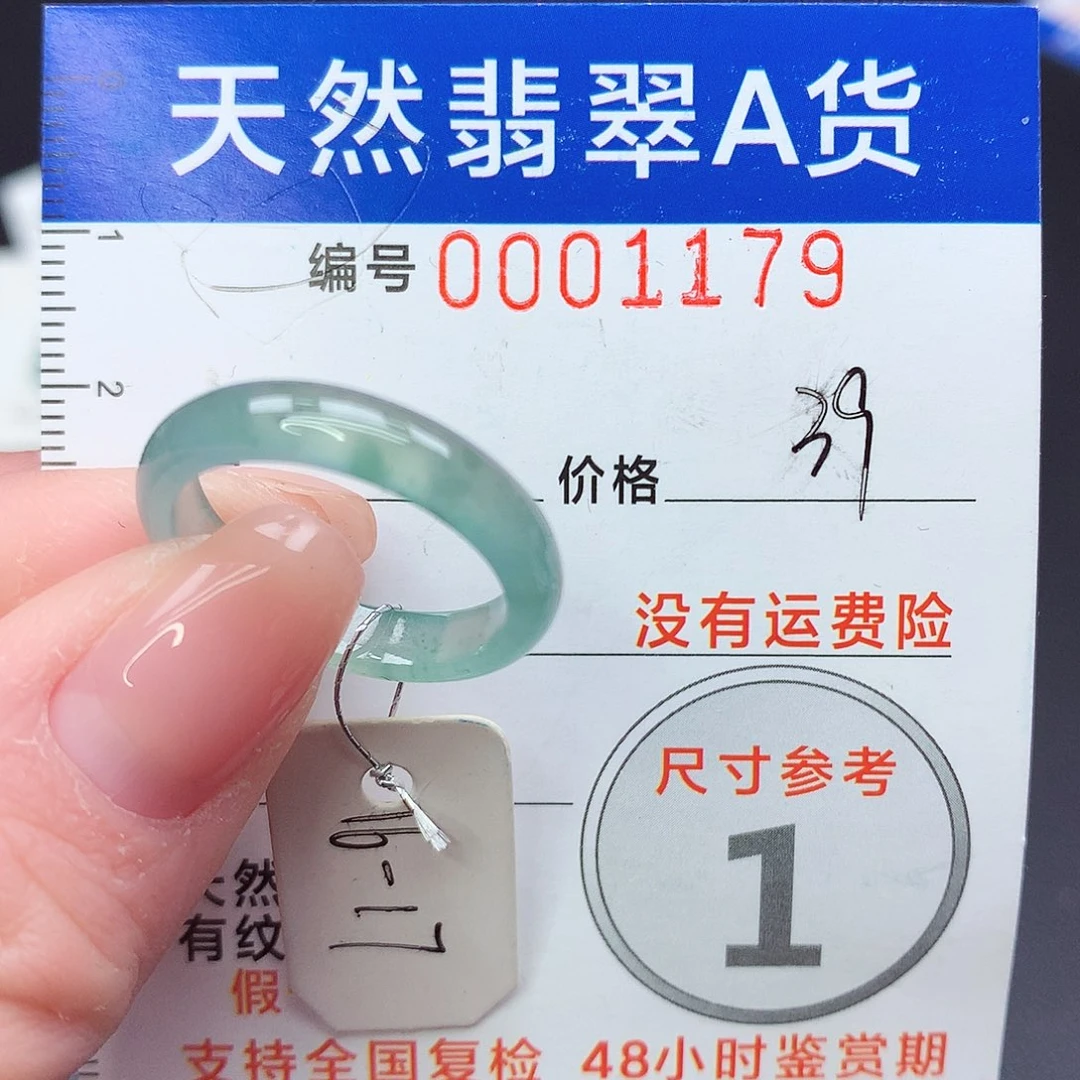 天然翡翠A货
编号 0001179
0
1
2
价格 39
没有运费险
尺寸参考
1
16-17
天然
有纹
假
支持全国复检 48小时鉴赏期